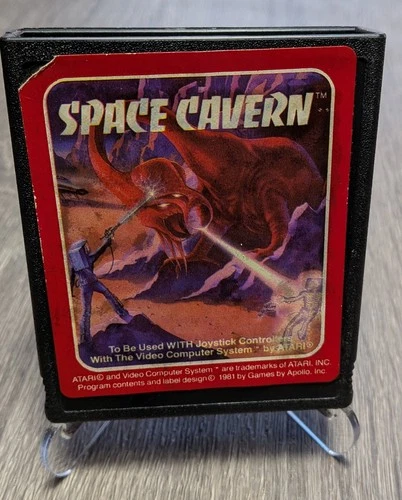 SPACE CAVERN™
To Be Used WITH Joystick Controllers
With The Video Computer System™ by ATARI®
ATARI® and Video Computer System™ are trademarks of ATARI, INC.
Program contents and label design© 1981 by Games by Apollo, Inc.